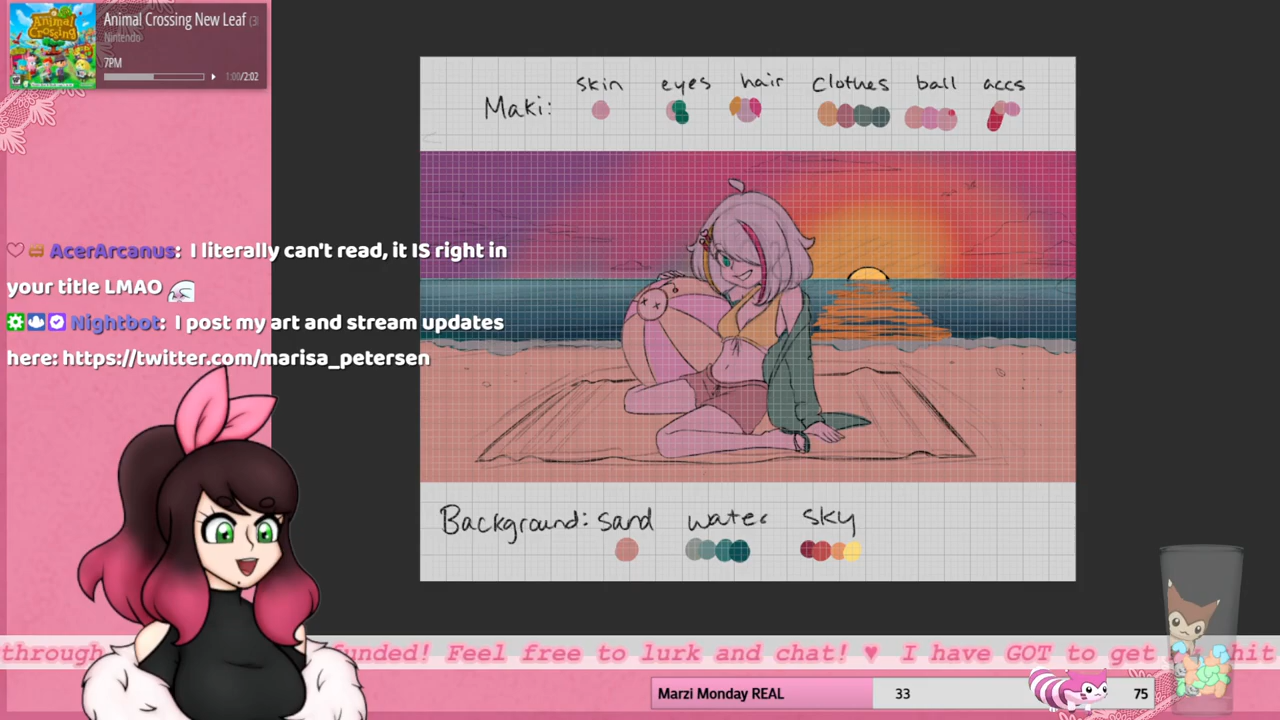 Animal Crossing New Leaf (3
Nintendo
7PM
1:00/2:02
Animal Crossing
skin eyes hair Clothes ball accs
Maki:
AcerArcanus: I literally can't read, it IS right in
your title LMAO
Nightbot: I post my art and stream updates
here: https://twitter.com/marisa_petersen
Background: sand water sky
through funded! Feel free to lurk and chat! ♥ I have GOT to get hit
Marzi Monday REAL 33 75